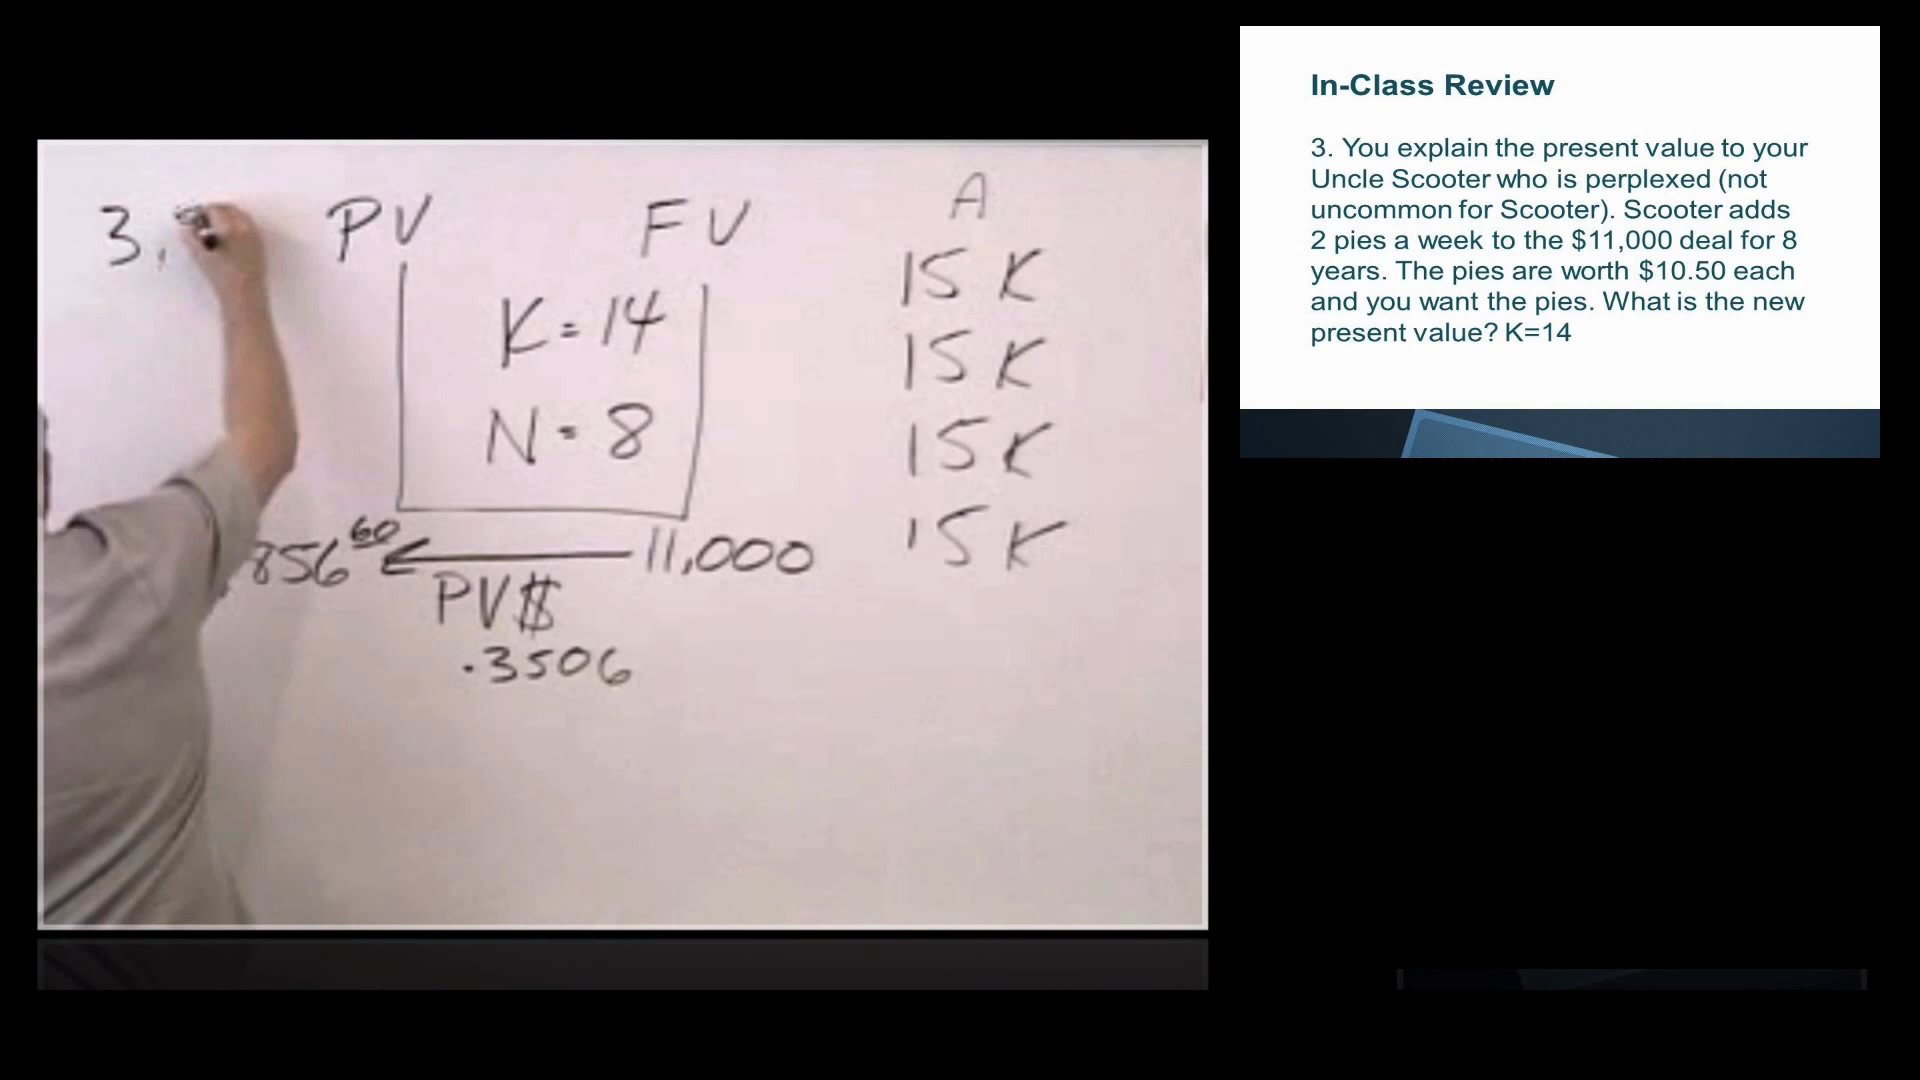 3.
PV
FV
A
K = 14
N = 8
15 K
15 K
15 K
15 K
856 60
11,000
PV$
.3506
In-Class Review
3. You explain the present value to your
Uncle Scooter who is perplexed (not
uncommon for Scooter). Scooter adds
2 pies a week to the $11,000 deal for 8
years. The pies are worth $10.50 each
and you want the pies. What is the new
present value? K=14